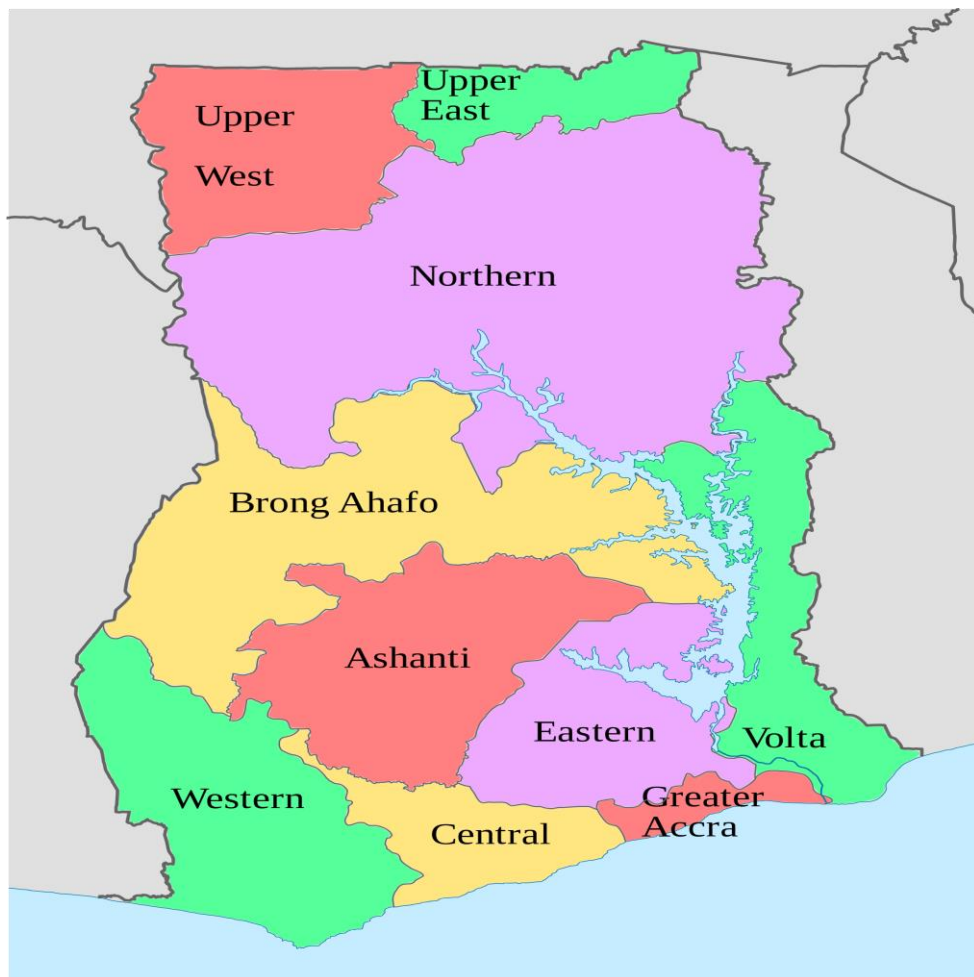 Upper
West
Upper
East
Northern
Brong Ahafo
Ashanti
Eastern
Volta
Western
Greater
Accra
Central